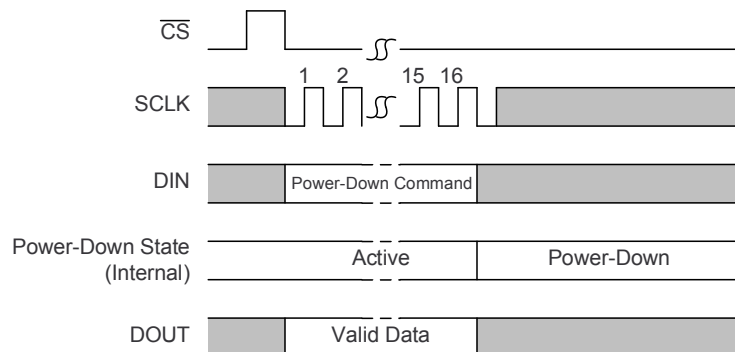 C̅S̅
1 2 15 16
SCLK
DIN
Power-Down Command
Power-Down State
(Internal)
Active
Power-Down
DOUT
Valid Data